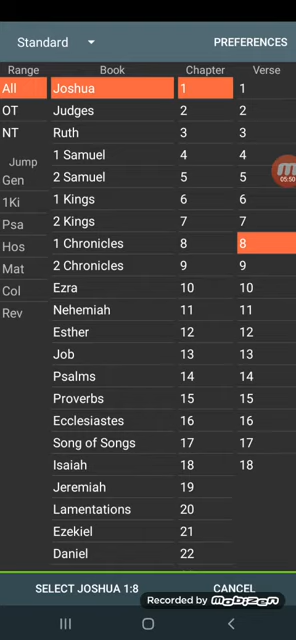 Standard PREFERENCES
Range Book Chapter Verse
All Joshua 1 1
OT Judges 2 2
NT Ruth 3 3
Jump 1 Samuel 4 4
Gen 2 Samuel 5 5
05:50
1Ki 1 Kings 6 6
Psa 2 Kings 7 7
Hos 1 Chronicles 8 8
Mat 2 Chronicles 9 9
Col Ezra 10 10
Rev Nehemiah 11 11
Esther 12 12
Job 13 13
Psalms 14 14
Proverbs 15 15
Ecclesiastes 16 16
Song of Songs 17 17
Isaiah 18 18
Jeremiah 19
Lamentations 20
Ezekiel 21
Daniel 22
SELECT JOSHUA 1:8 CANCEL
Recorded by MOBIZEN